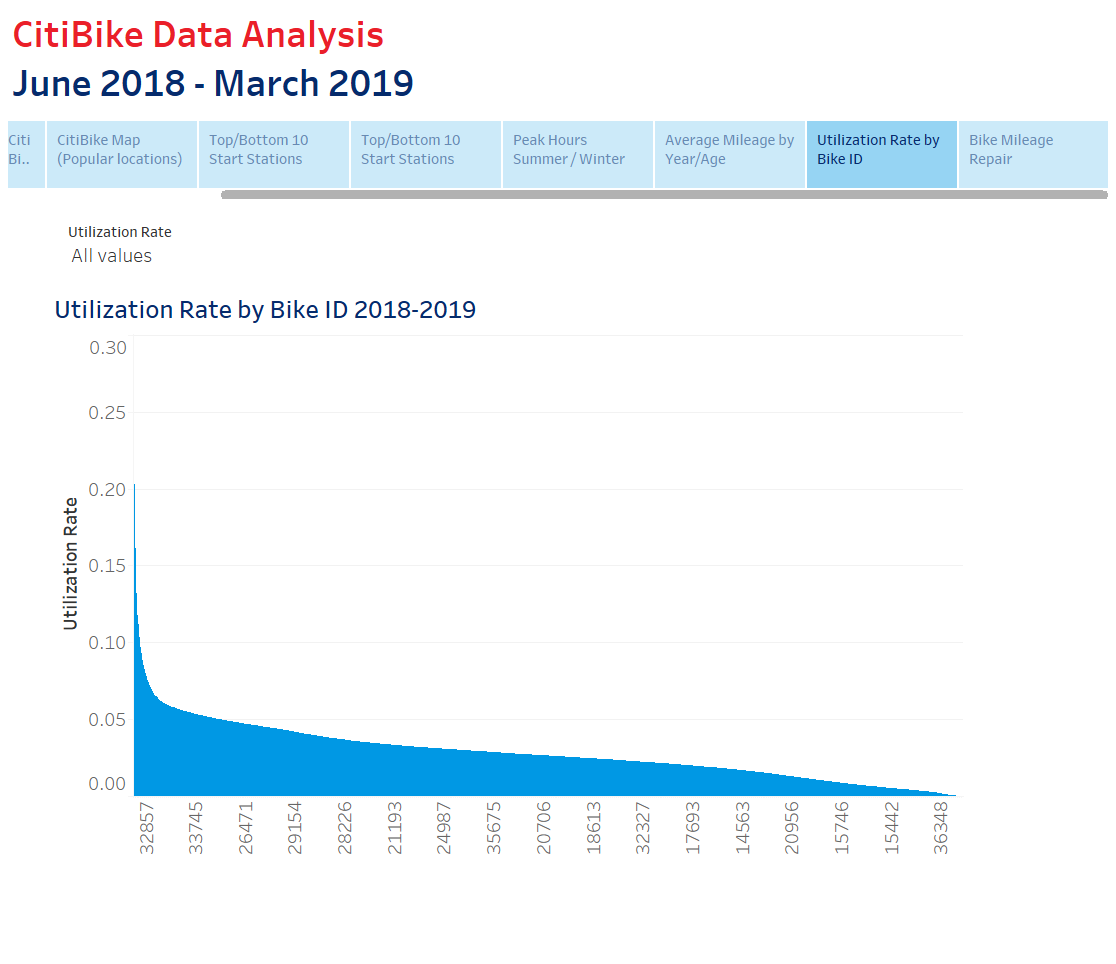 CitiBike Data Analysis
June 2018 - March 2019
Citi
Bi..
CitiBike Map
(Popular locations)
Top/Bottom 10
Start Stations
Top/Bottom 10
Start Stations
Peak Hours
Summer / Winter
Average Mileage by
Year/Age
Utilization Rate by
Bike ID
Bike Mileage
Repair
Utilization Rate
All values
Utilization Rate by Bike ID 2018-2019
Utilization Rate
0.30
0.25
0.20
0.15
0.10
0.05
0.00
32857
33745
26471
29154
28226
21193
24987
35675
20706
18613
32327
17693
14563
20956
15746
15442
36348